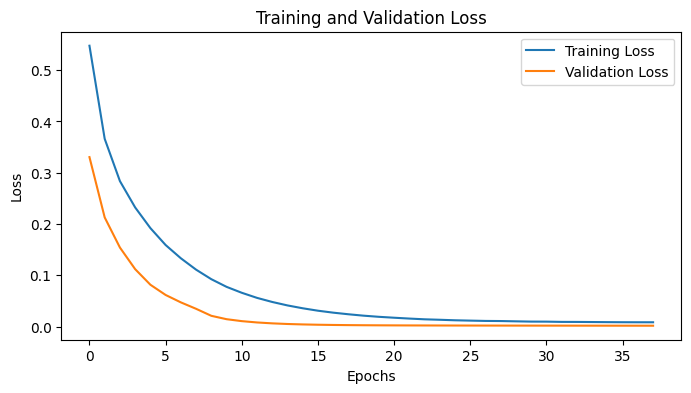 Training and Validation Loss
Training Loss
Validation Loss
Loss
0.5
0.4
0.3
0.2
0.1
0.0
0 5 10 15 20 25 30 35
Epochs